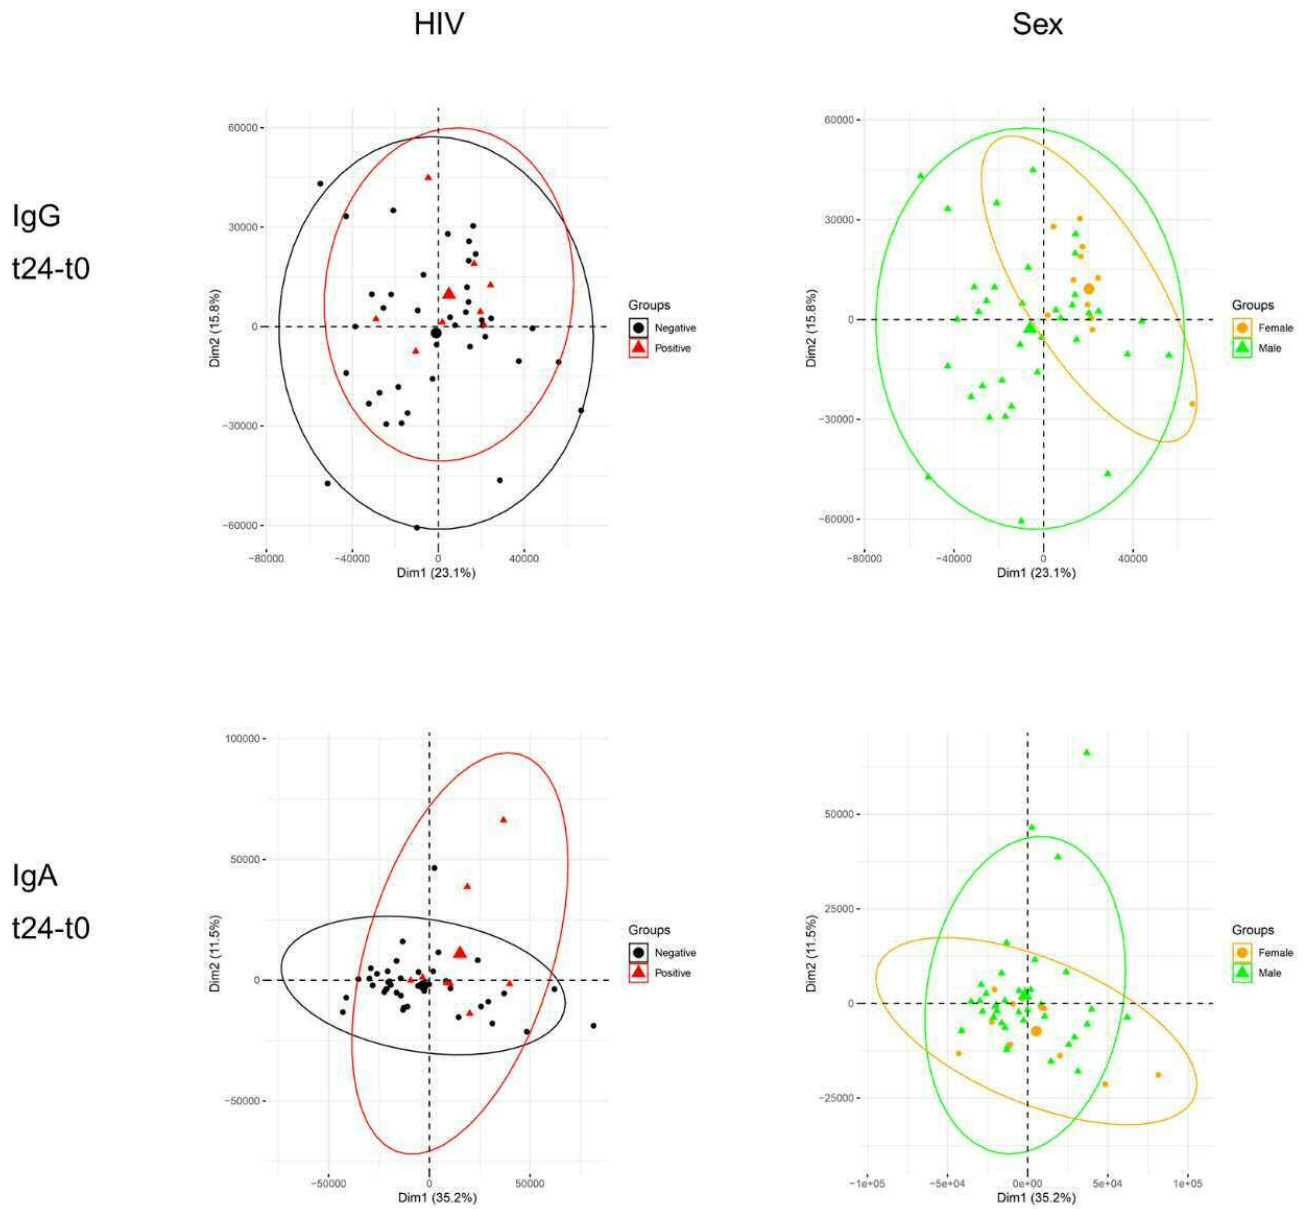 HIV
Sex
IgG
t24-t0
60000
30000
0
−30000
−60000
−80000
−40000
0
40000
Dim1 (23.1%)
Dim2 (15.8%)
Groups
Negative
Positive
60000
30000
0
−30000
−60000
−80000
−40000
0
40000
Dim1 (23.1%)
Dim2 (15.8%)
Groups
Female
Male
IgA
t24-t0
100000
50000
0
−50000
−50000
0
50000
Dim1 (35.2%)
Dim2 (11.5%)
Groups
Negative
Positive
50000
25000
0
−25000
−1e+05
−5e+04
0e+00
5e+04
1e+05
Dim1 (35.2%)
Dim2 (11.5%)
Groups
Female
Male